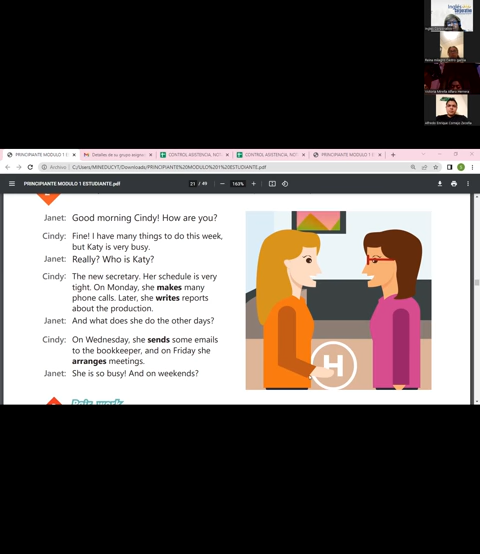 Inglés
Corporativo
PRINCIPIANTE MODULO 1 E
Detalles de su grupo asigna
CONTROL ASISTENCIA, NO
CONTROL ASISTENCIA, NO
PRINCIPIANTE MODULO 1 E
Archivo
C:/Users/MINEDUCYT/Downloads/PRINCIPIANTE%20MODULO%201%20ESTUDIANTE.pdf
PRINCIPIANTE MODULO 1 ESTUDIANTE.pdf
21 / 49
163%
Janet: Good morning Cindy! How are you?
Cindy: Fine! I have many things to do this week,
but Katy is very busy.
Janet: Really? Who is Katy?
Cindy: The new secretary. Her schedule is very
tight. On Monday, she makes many
phone calls. Later, she writes reports
about the production.
Janet: And what does she do the other days?
Cindy: On Wednesday, she sends some emails
to the bookkeeper, and on Friday she
arranges meetings.
Janet: She is so busy! And on weekends?
H